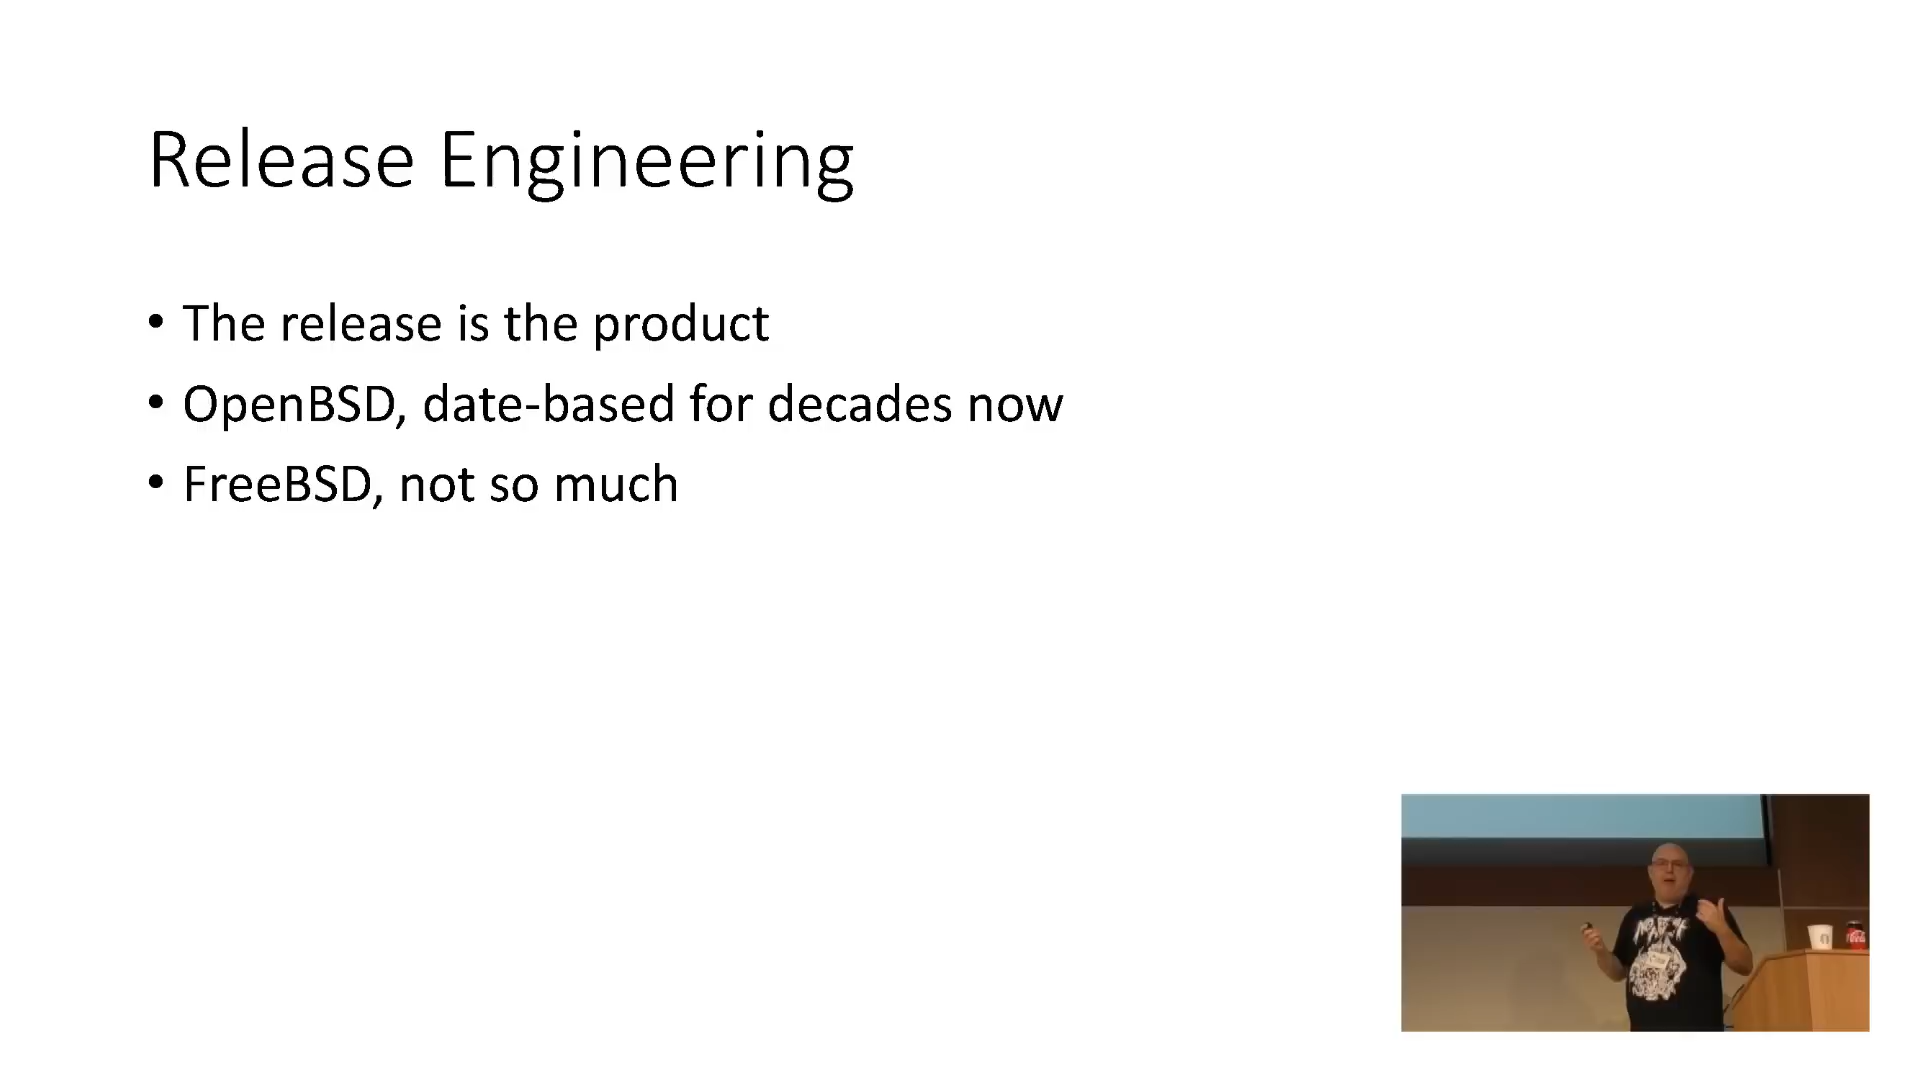 Release Engineering
• The release is the product
• OpenBSD, date-based for decades now
• FreeBSD, not so much